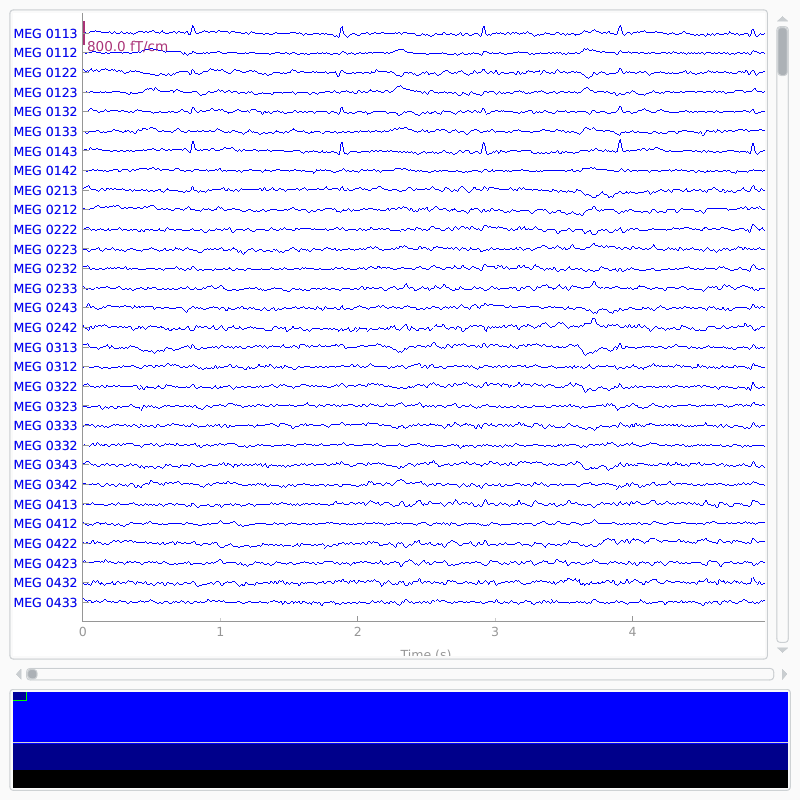 MEG 0113
800.0 fT/cm
MEG 0112
MEG 0122
MEG 0123
MEG 0132
MEG 0133
MEG 0143
MEG 0142
MEG 0213
MEG 0212
MEG 0222
MEG 0223
MEG 0232
MEG 0233
MEG 0243
MEG 0242
MEG 0313
MEG 0312
MEG 0322
MEG 0323
MEG 0333
MEG 0332
MEG 0343
MEG 0342
MEG 0413
MEG 0412
MEG 0422
MEG 0423
MEG 0432
MEG 0433
0 1 2 3 4
Time (s)